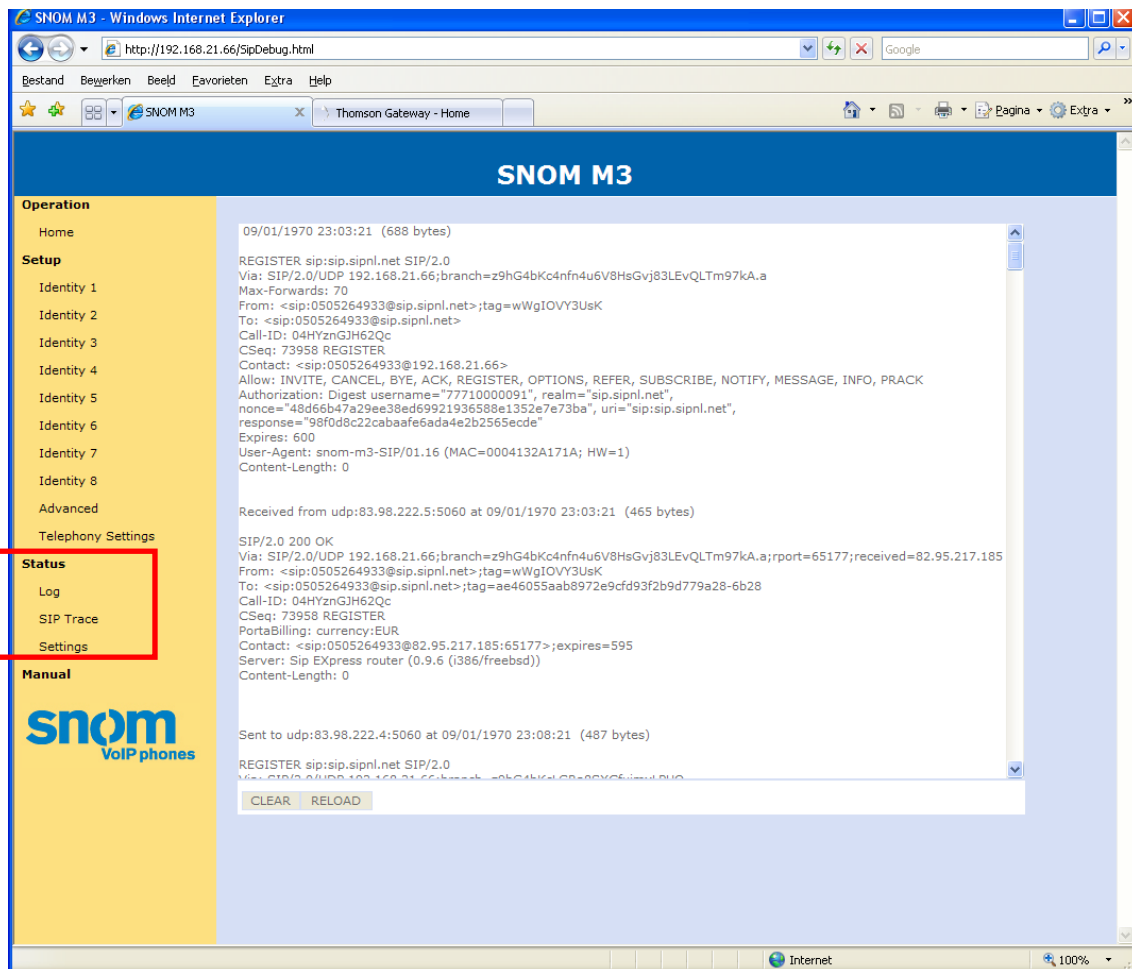 SNOM M3 - Windows Internet Explorer
http://192.168.21.66/SipDebug.html
Google
Bestand Bewerken Beeld Favorieten Extra Help
SNOM M3
Thomson Gateway - Home
Pagina
Extra
SNOM M3
Operation
Home
Setup
Identity 1
Identity 2
Identity 3
Identity 4
Identity 5
Identity 6
Identity 7
Identity 8
Advanced
Telephony Settings
Status
Log
SIP Trace
Settings
Manual
snom
VoIP phones
09/01/1970 23:03:21 (688 bytes)
REGISTER sip:sip.sipnl.net SIP/2.0
Via: SIP/2.0/UDP 192.168.21.66;branch=z9hG4bKc4nfn4u6V8HsGvj83LEvQLTm97kA.a
Max-Forwards: 70
From: <sip:0505264933@sip.sipnl.net>;tag=wWgIOVY3UsK
To: <sip:0505264933@sip.sipnl.net>
Call-ID: 04HYznGJH62Qc
CSeq: 73958 REGISTER
Contact: <sip:0505264933@192.168.21.66>
Allow: INVITE, CANCEL, BYE, ACK, REGISTER, OPTIONS, REFER, SUBSCRIBE, NOTIFY, MESSAGE, INFO, PRACK
Authorization: Digest username="77710000091", realm="sip.sipnl.net",
nonce="48d66b47a29ee38ed69921936588e1352e7e73ba", uri="sip:sip.sipnl.net",
response="98f0d8c22cabaafe6ada4e2b2565ecde"
Expires: 600
User-Agent: snom-m3-SIP/01.16 (MAC=0004132A171A; HW=1)
Content-Length: 0
Received from udp:83.98.222.5:5060 at 09/01/1970 23:03:21 (465 bytes)
SIP/2.0 200 OK
Via: SIP/2.0/UDP 192.168.21.66;branch=z9hG4bKc4nfn4u6V8HsGvj83LEvQLTm97kA.a;rport=65177;received=82.95.217.185
From: <sip:0505264933@sip.sipnl.net>;tag=wWgIOVY3UsK
To: <sip:0505264933@sip.sipnl.net>;tag=ae46055aab8972e9cfd93f2b9d779a28-6b28
Call-ID: 04HYznGJH62Qc
CSeq: 73958 REGISTER
PortaBilling: currency:EUR
Contact: <sip:0505264933@82.95.217.185:65177>;expires=595
Server: Sip EXpress router (0.9.6 (i386/freebsd))
Content-Length: 0
Sent to udp:83.98.222.4:5060 at 09/01/1970 23:08:21 (487 bytes)
REGISTER sip:sip.sipnl.net SIP/2.0
CLEAR RELOAD
Internet
100%